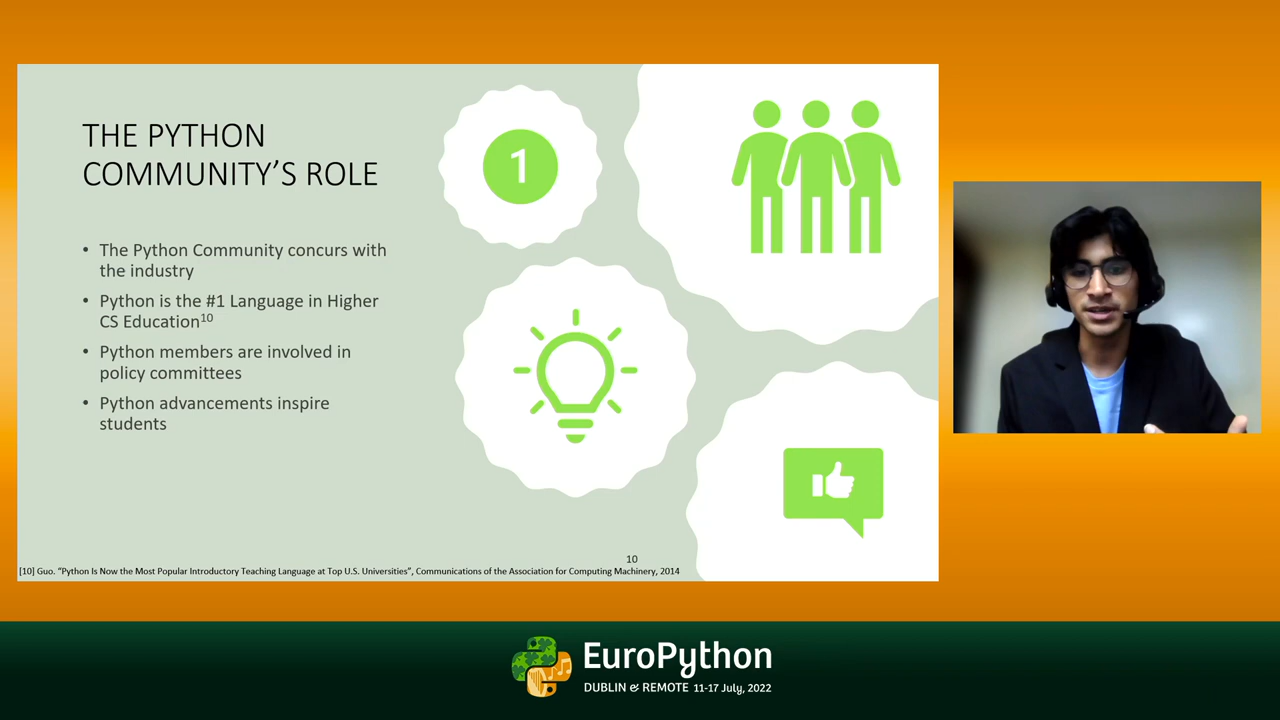 THE PYTHON
COMMUNITY’S ROLE
• The Python Community concurs with
the industry
• Python is the #1 Language in Higher
CS Education10
• Python members are involved in
policy committees
• Python advancements inspire
students
1
10
[10] Guo. “Python Is Now the Most Popular Introductory Teaching Language at Top U.S. Universities”, Communications of the Association for Computing Machinery, 2014
EuroPython
DUBLIN & REMOTE 11-17 July, 2022